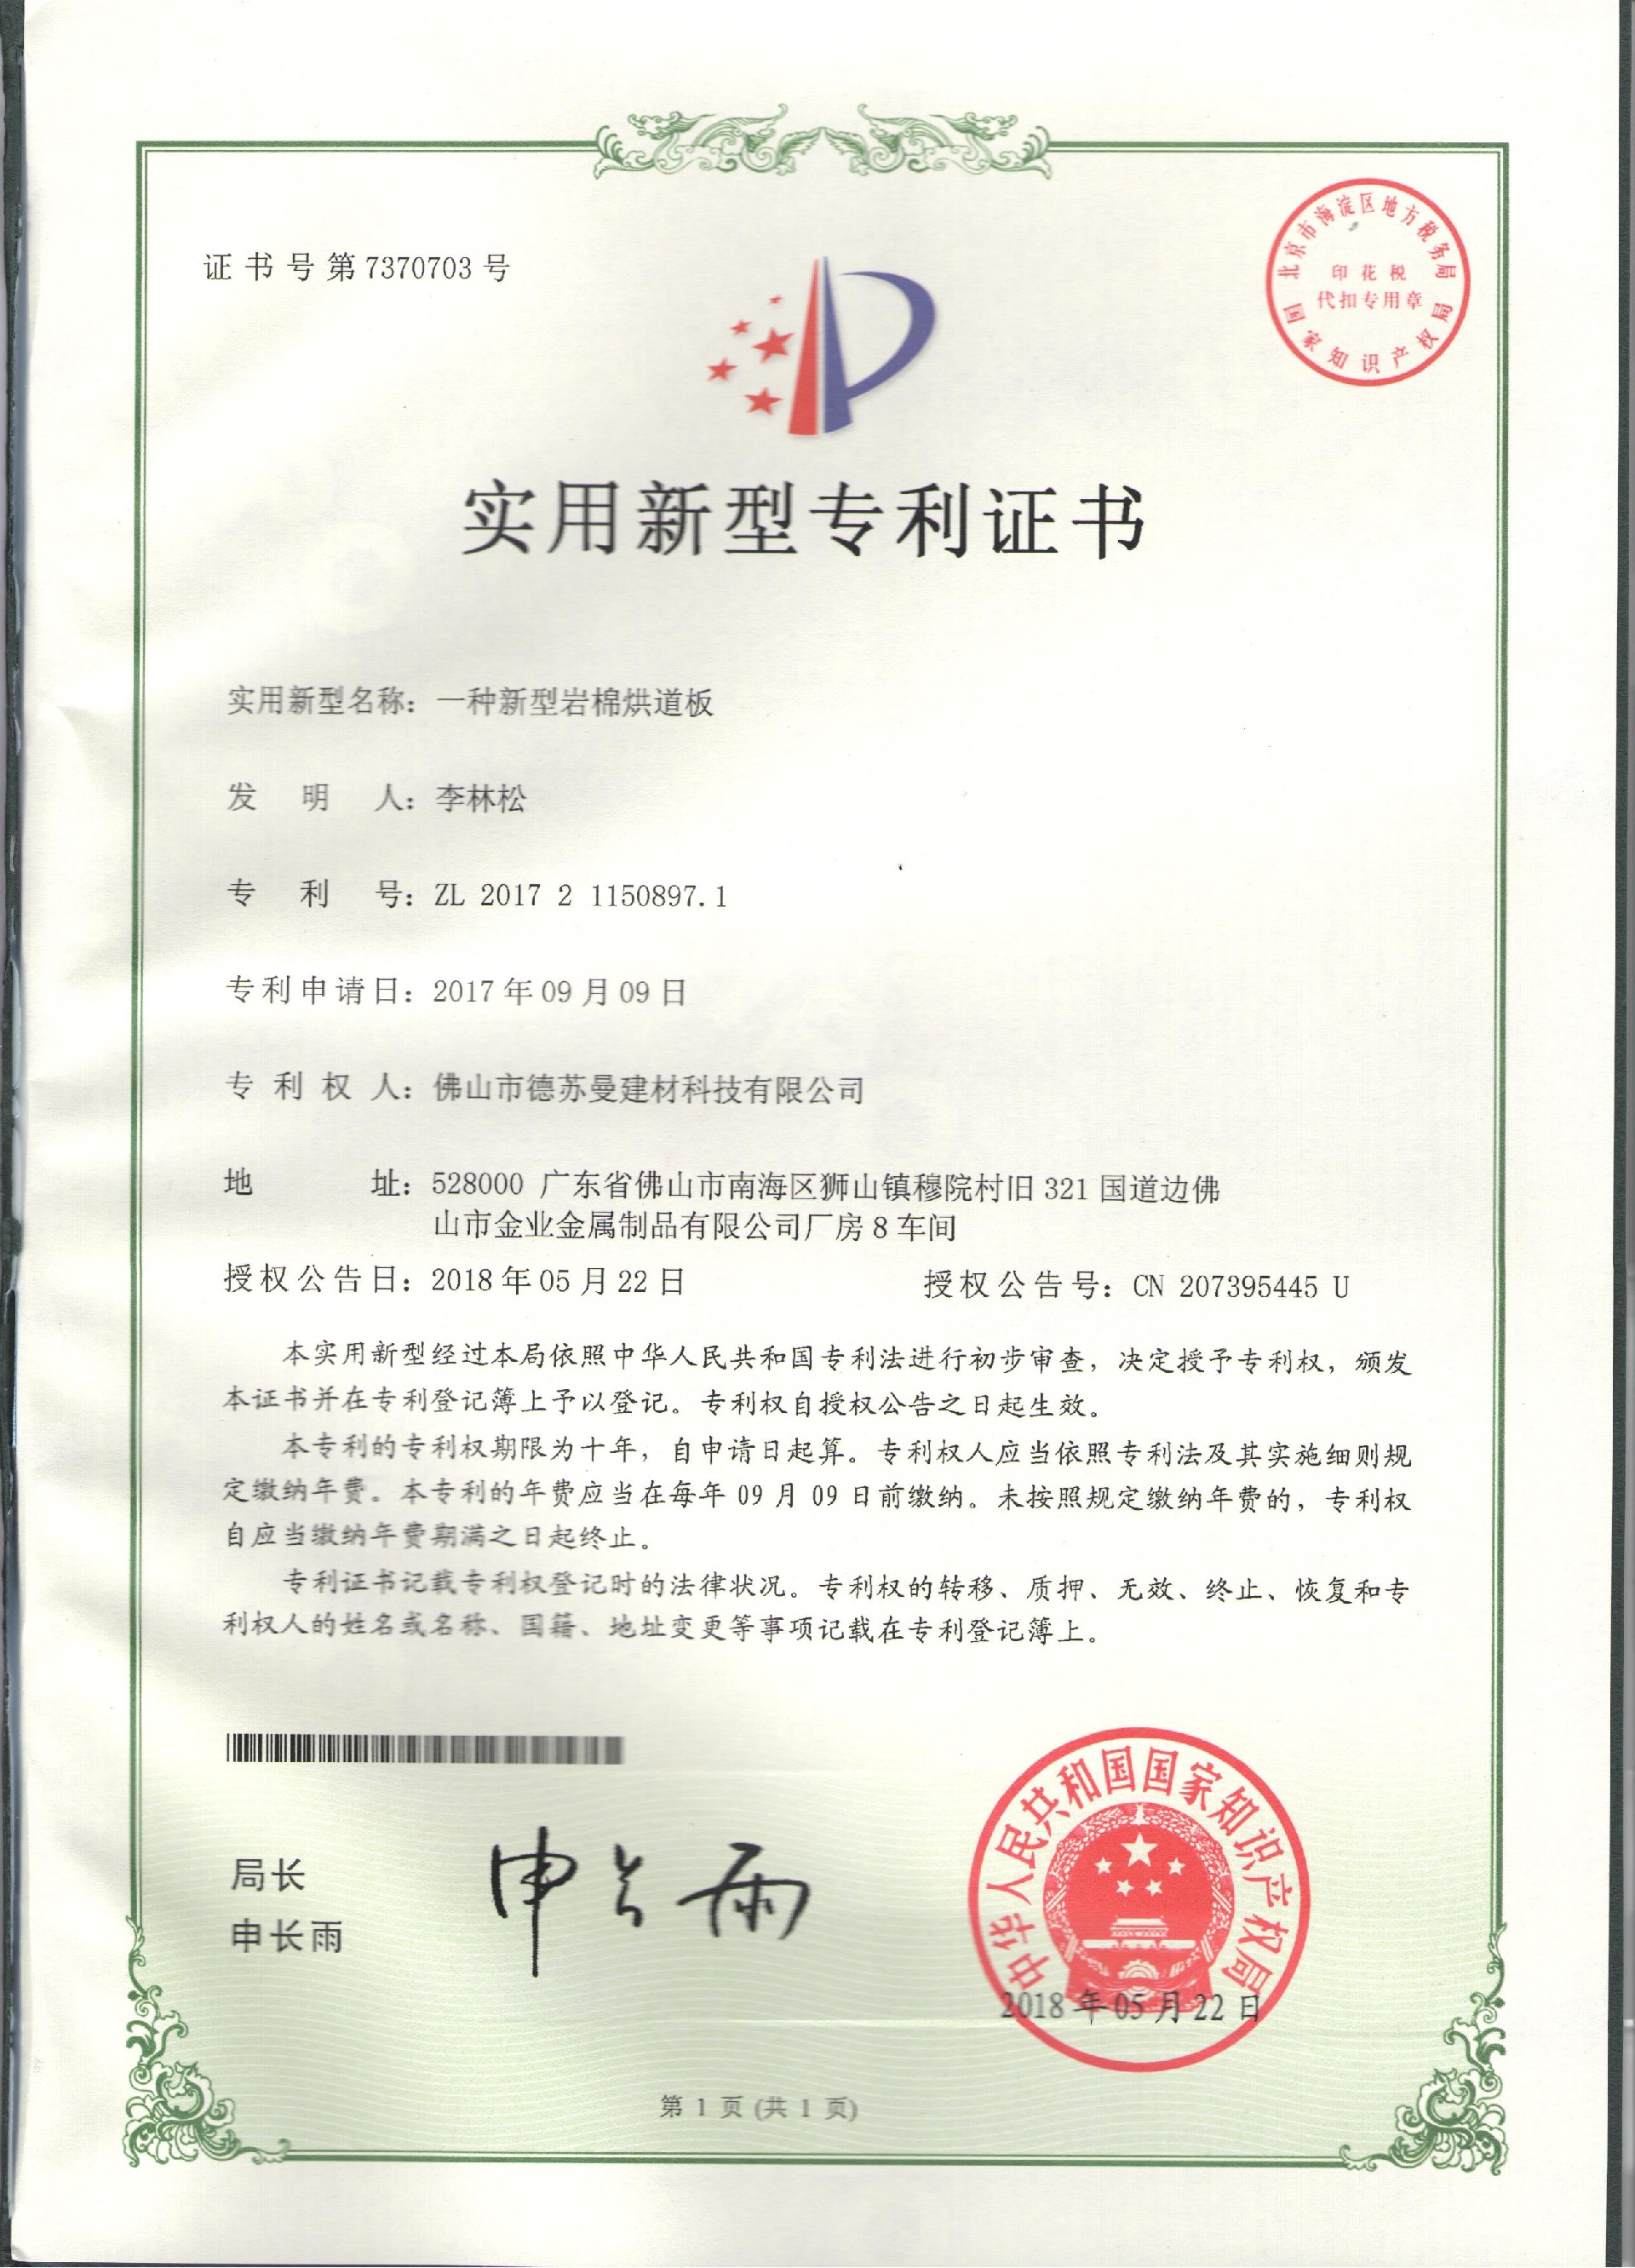 证书号第7370703号
北京市海淀区地方税务局
印花税
代扣专用章
国家知识产权局
实用新型专利证书
实用新型名称：一种新型岩棉烘道板
发明人：李林松
专利号：ZL 2017 2 1150897.1
专利申请日：2017年09月09日
专利权人：佛山市德苏曼建材科技有限公司
地址：528000 广东省佛山市南海区狮山镇穆院村旧321国道边佛
山市金业金属制品有限公司厂房8车间
授权公告日：2018年05月22日 授权公告号：CN 207395445 U
本实用新型经过本局依照中华人民共和国专利法进行初步审查，决定授予专利权，颁发
本证书并在专利登记簿上予以登记。专利权自授权公告之日起生效。
本专利的专利权期限为十年，自申请日起算。专利权人应当依照专利法及其实施细则规
定缴纳年费。本专利的年费应当在每年09月09日前缴纳。未按照规定缴纳年费的，专利权
自应当缴纳年费期满之日起终止。
专利证书记载专利权登记时的法律状况。专利权的转移、质押、无效、终止、恢复和专
利权人的姓名或名称、国籍、地址变更等事项记载在专利登记簿上。
局长
申长雨
申长雨
中华人民共和国国家知识产权局
2018年05月22日
第1页(共1页)